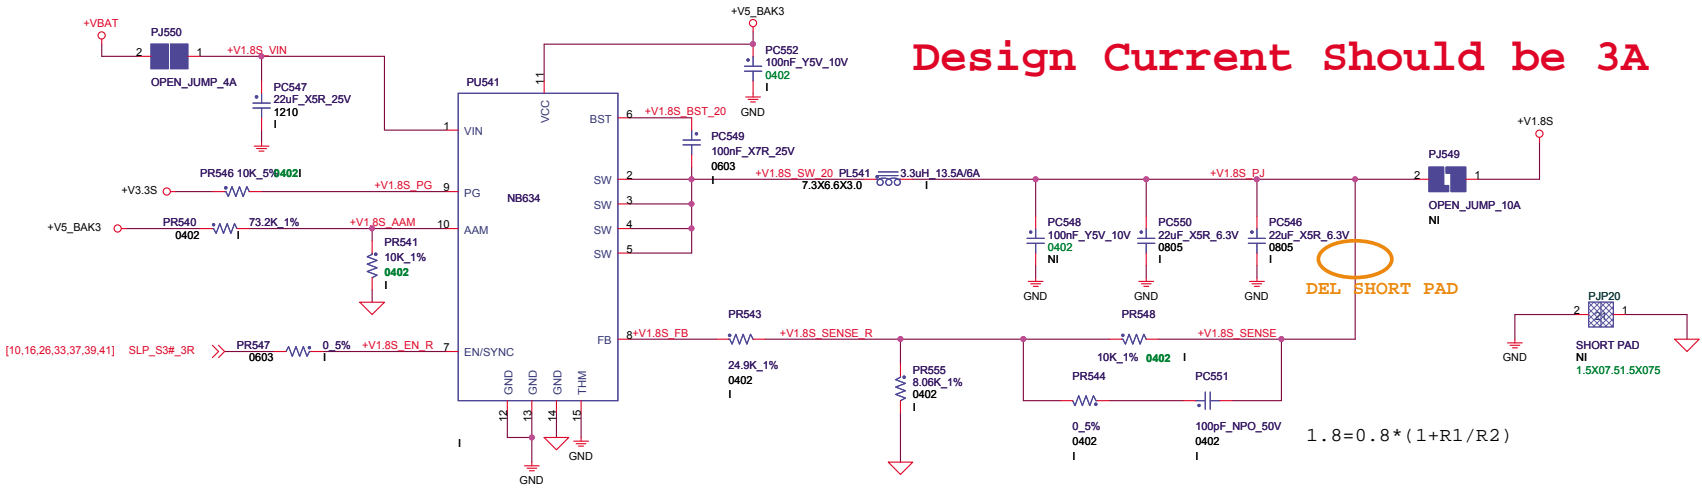 Design Current Should be 3A
+VBAT
PJ550
2
1
+V1.8S_VIN
OPEN_JUMP_4A
PC547
22uF_X5R_25V
1210
I
+V5_BAK3
PC552
100nF_Y5V_10V
0402
I
GND
PU541
11
VCC
1
VIN
BST
6
+V1.8S_BST_20
PC549
100nF_X7R_25V
0603
I
PR546 10K_5%
0402
I
+V3.3S
+V1.8S_PG
9
PG
NB634
SW
2
SW
3
SW
4
SW
5
+V1.8S_SW_20
PL541
3.3uH_13.5A/6A
7.3X6.6X3.0
I
+V1.8S_PJ
+V1.8S
PJ549
2
1
OPEN_JUMP_10A
NI
+V5_BAK3
PR540
0402
73.2K_1%
I
+V1.8S_AAM
10
AAM
PR541
10K_1%
0402
I
PC548
100nF_Y5V_10V
0402
NI
GND
PC550
22uF_X5R_6.3V
0805
I
GND
PC546
22uF_X5R_6.3V
0805
I
GND
DEL SHORT PAD
[10,16,26,33,37,39,41]
SLP_S3#_3R
PR547
0603
0_5%
I
+V1.8S_EN_R
7
EN/SYNC
FB
8
+V1.8S_FB
PR543
24.9K_1%
0402
I
+V1.8S_SENSE_R
PR548
10K_1%
0402
I
+V1.8S_SENSE
PR555
8.06K_1%
0402
I
PR544
0_5%
0402
I
PC551
100pF_NPO_50V
0402
I
GND
GND
GND
THM
12
13
14
15
I
GND
GND
PJP20
2
1
GND
SHORT PAD
NI
1.5X07.51.5X075
1.8=0.8*(1+R1/R2)